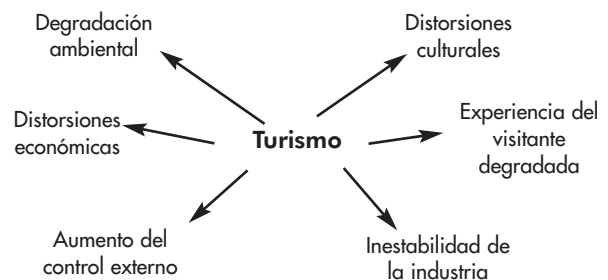 Degradación
ambiental
Distorsiones
culturales
Distorsiones
económicas
Turismo
Experiencia del
visitante
degradada
Aumento del
control externo
Inestabilidad de
la industria